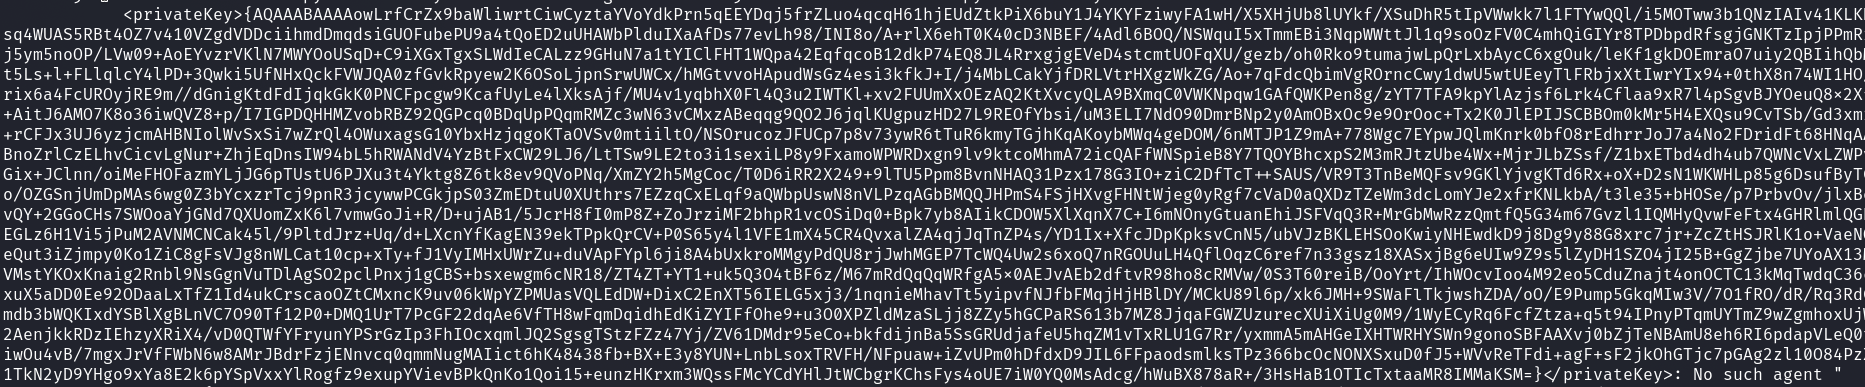 <privateKey>{AQAAABAAAAowLrfCrZx9baWliwrtCiwCyztaYVoYdkPrn5qEEYDqj5frZLuo4qcqH61hjEUdZtkPiX6buY1J4YKYFziwyFA1wH/X5XHjUb8lUYkf/XSuDhR5tIpVWwkk7l1FTYwQQl/i5MOTww3b1QNzIAIv41KLK
sq4WUAS5RBt4OZ7v410VZgdVDDciihmdDmqdsiGUOFubePU9a4tQoED2uUHAWbPlduIXaAfDs77evLh98/INI8o/A+rlX6ehT0K40cD3NBEF/4Adl6BOQ/NSWquI5xTmmEBi3NqpWWttJl1q9soOzFV0C4mhQiGIYr8TPDbpdRfsgjGNKTzIpjPPmR
j5ym5noOP/LVw09+AoEYvzrVKlN7MWYOoUSqD+C9iXGxTgxSLWdIeCALzz9GHuN7a1tYIClFHT1WQpa42EqfqcoB12dkP74EQ8JL4RrxgjgEVeD4stcmtUOFqXU/gezb/oh0Rko9tumajwLpQrLxbAycC6xgOuk/leKf1gkDOEmraO7uiy2QBIihQb
t5Ls+l+FLlqlcY4lPD+3Qwki5UfNHxQckFVWJQA0zfGvkRpyew2K6OSoLjpnSrwUWCx/hMGtvvoHApudWsGz4esi3kfkJ+I/j4MbLCakYjfDRLVtrHXgzWkZG/Ao+7qFdcQbimVgROrncCwy1dwU5wtUEeyTlFRbjxXtIwrYIx94+0thX8n74WI1HO
rix6a4FcUROyjRE9m//dGnigKtdFdIjqkGkK0PNCFpcgw9KcafUyLe4lXksAjf/MU4v1yqbhX0Fl4Q3u2IWTKl+xv2FUUmXxOEzAQ2KtXvcyQLA9BXmqC0VWKNpqw1GAfQWKPen8g/zYT7TFA9kpYlAzjsf6Lrk4Cflaa9xR7l4pSgvBJYOeuQ8×2X
+AitJ6AMO7K8o36iwQVZ8+p/I7IGPDQHHMZvobRBZ92QGPcq0BDqUpPQqmRMZc3wN63vCMxzABeqqg9QO2J6jqlKUgpuzHD27L9REOfYbsi/uM3ELI7NdO90DmrBNp2y0AmOBxOc9e9OrOoc+Tx2K0JlEPIJSCBBOm0kMr5H4EXQsu9CvTSb/Gd3xm
+rCFJx3UJ6yzjcmAHBNIolWvSxSi7wZrQl4OWuxagsG10YbxHzjqgoKTaOVSv0mtiiltO/NSOrucozJFUCp7p8v73ywR6tTuR6kmyTGjhKqAKoybMWq4geDOM/6nMTJP1Z9mA+778Wgc7EYpwJQlmKnrk0bfO8rEdhrrJoJ7a4No2FDridFt68HNqA
BnoZrlCzELhvCicvLgNur+ZhjEqDnsIW94bL5hRWANdV4YzBtFxCW29LJ6/LtTSw9LE2to3i1sexiLP8y9FxamoWPWRDxgn9lv9ktcoMhmA72icQAFfWNSpieB8Y7TQOYBhcxpS2M3mRJtzUbe4Wx+MjrJLbZSsf/Z1bxETbd4dh4ub7QWNcVxLZWP
Gix+JClnn/oiMeFHOFazmYLjJG6pTUstU6PJXu3t4Yktg8Z6tk8ev9QVoPNq/XmZY2h5MgCoc/T0D6iRR2X249+9lTU5Ppm8BvnNHAQ31Pzx178G3IO+ziC2DfTcT++SAUS/VR9T3TnBeMQFsv9GKlYjvgKTd6Rx+oX+D2sN1WKWHLp85g6DsufByT
o/OZGSnjUmDpMAs6wg0Z3bYcxzrTcj9pnR3jcywwPCGkjpS03ZmEDtuU0XUthrs7EZzqCxELqf9aQWbpUswN8nVLPzqAGbBMQQJHPmS4FSjHXvgFHNtWjeg0yRgf7cVaD0aQXDzTZeWm3dcLomYJe2xfrKNLkbA/t3le35+bHOSe/p7PrbvOv/jlxB
vQY+2GGoCHs7SWOoaYjGNd7QXUomZxK6l7vmwGoJi+R/D+ujAB1/5JcrH8fI0mP8Z+ZoJrziMF2bhpR1vcOSiDq0+Bpk7yb8AIikCDOW5XlXqnX7C+I6mNOnyGtuanEhiJSFVqQ3R+MrGbMwRzzQmtfQ5G34m67Gvzl1IQMHyQvwFeFtx4GHRlmlQG
EGLz6H1Vi5jPuM2AVNMCNCak45l/9PltdJrz+Uq/d+LXcnYfKagEN39ekTPpkQrCV+P0S65y4l1VFE1mX45CR4QvxalZA4qjJqTnZP4s/YD1Ix+XfcJDpKpksvCnN5/ubVJzBKLEHSOoKwiyNHEwdkD9j8Dg9y88G8xrc7jr+ZcZtHSJRlK1o+VaeN
eQut3iZjmpy0Ko1ZiC8gFsVJg8nWLCat10cp+xTy+fJ1VyIMHxUWrZu+duVApFYpl6ji8A4bUxkroMMgyPdQU8rjJwhMGEP7TcWQ4Uw2s6xoQ7nRGOUuLH4QflOqzC6ref7n33gsz18XASxjBg6eUIw9Z9s5lZyDH1SZO4jI25B+GgZjbe7UYoAX13
VMstYKOxKnaig2Rnbl9NsGgnVuTDlAgSO2pclPnxj1gCBS+bsxewgm6cNR18/ZT4ZT+YT1+uk5Q3O4tBF6z/M67mRdQqQqWRfgA5×0AEJvAEb2dftvR98ho8cRMVw/0S3T60reiB/OoYrt/IhWOcvIoo4M92eo5CduZnajt4onOCTC13kMqTwdqC36
xuX5aDD0Ee92ODaaLxTfZ1Id4ukCrscaoOZtCMxncK9uv06kWpYZPMUasVQLEdDW+DixC2EnXT56IELG5xj3/1nqnieMhavTt5yipvfNJfbFMqjHjHBlDY/MCkU89l6p/xk6JMH+9SWaFlTkjwshZDA/oO/E9Pump5GkqMIw3V/7O1fRO/dR/Rq3Rd
mdb3bWQKIxdYSBlXgBLnVC7O90Tf12P0+DMQ1UrT7PcGF22dqAe6VfTH8wFqmDqidhEdKiZYIFfOhe9+u3O0XPZldMzaSLjj8ZZy5hGCPaRS613b7MZ8JjqaFGWZUzurecXUiXiUg0M9/1WyECyRq6FcfZtza+q5t94IPnyPTqmUYTmZ9wZgmhoxUj
2AenjkkRDzIEhzyXRiX4/vD0QTWfYFryunYPSrGzIp3FhIOcxqmlJQ2SgsgTStzFZz47Yj/ZV61DMdr95eCo+bkfdijnBa5SsGRUdjafeU5hqZM1vTxRLU1G7Rr/yxmmA5mAHGeIXHTWRHYSWn9gonoSBFAAXvj0bZjTeNBAmU8eh6RI6pdapVLeQ0
iwOu4vB/7mgxJrVfFWbN6w8AMrJBdrFzjENnvcq0qmmNugMAIict6hK48438fb+BX+E3y8YUN+LnbLsoxTRVFH/NFpuaw+iZvUPm0hDfdxD9JIL6FFpaodsmlksTPz366bcOcNONXSxuD0fJ5+WVvReTFdi+agF+sF2jkOhGTjc7pGAg2zl10O84Pz
1TkN2yD9YHgo9xYa8E2k6pYSpVxxYlRogfz9exupYVievBPkQnKo1Qoi15+eunzHKrxm3WQssFMcYCdYHlJtWCbgrKChsFys4oUE7iW0YQ0MsAdcg/hWuBX878aR+/3HsHaB1OTIcTxtaaMR8IMMaKSM=}</privateKey>: No such agent "